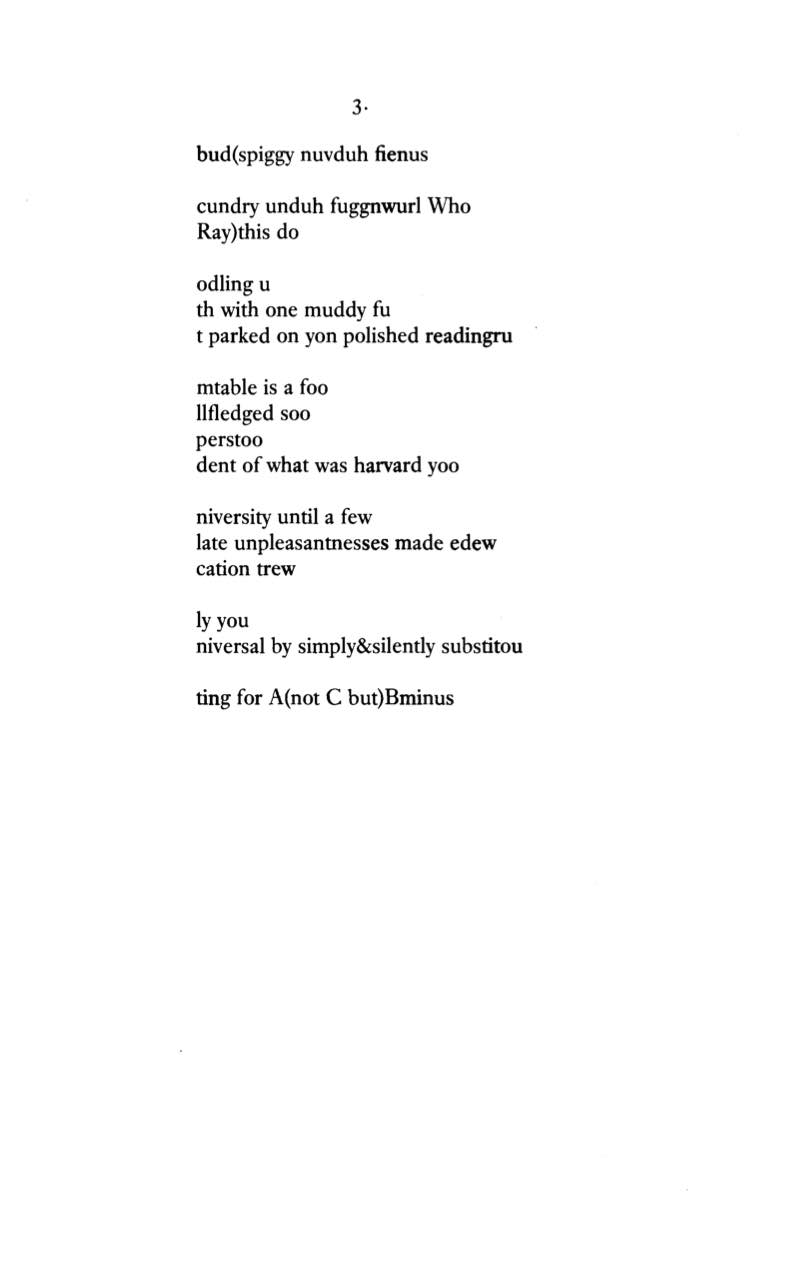 3.
bud(spiggy nuvduh fienus
cundry unduh fuggnwurl Who
Ray)this do
odling u
th with one muddy fu
t parked on yon polished readingru
mtable is a foo
llfledged soo
perstoo
dent of what was harvard yoo
niversity until a few
late unpleasantnesses made edew
cation trew
ly you
niversal by simply&silently substitou
ting for A(not C but)Bminus